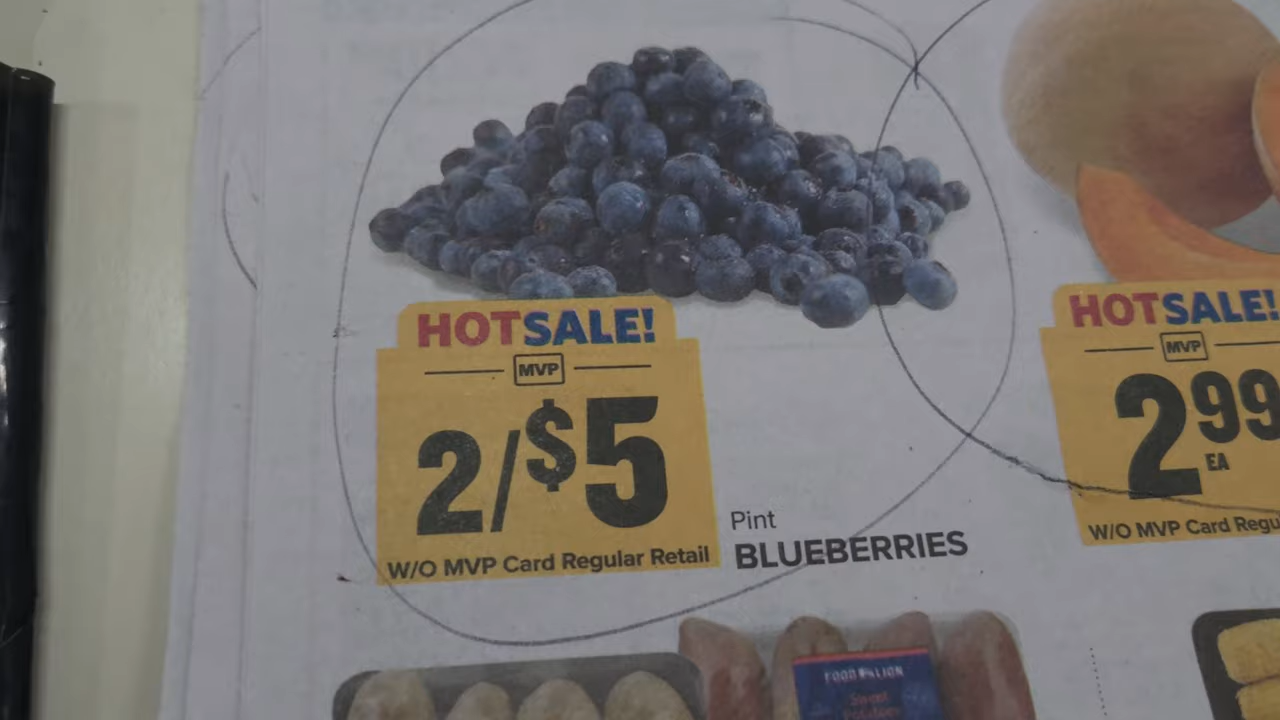 HOTSALE!
MVP
2/$5
W/O MVP Card Regular Retail
Pint
BLUEBERRIES
HOTSALE!
MVP
2 99
EA
W/O MVP Card Regu
FOOD LION
Sweet